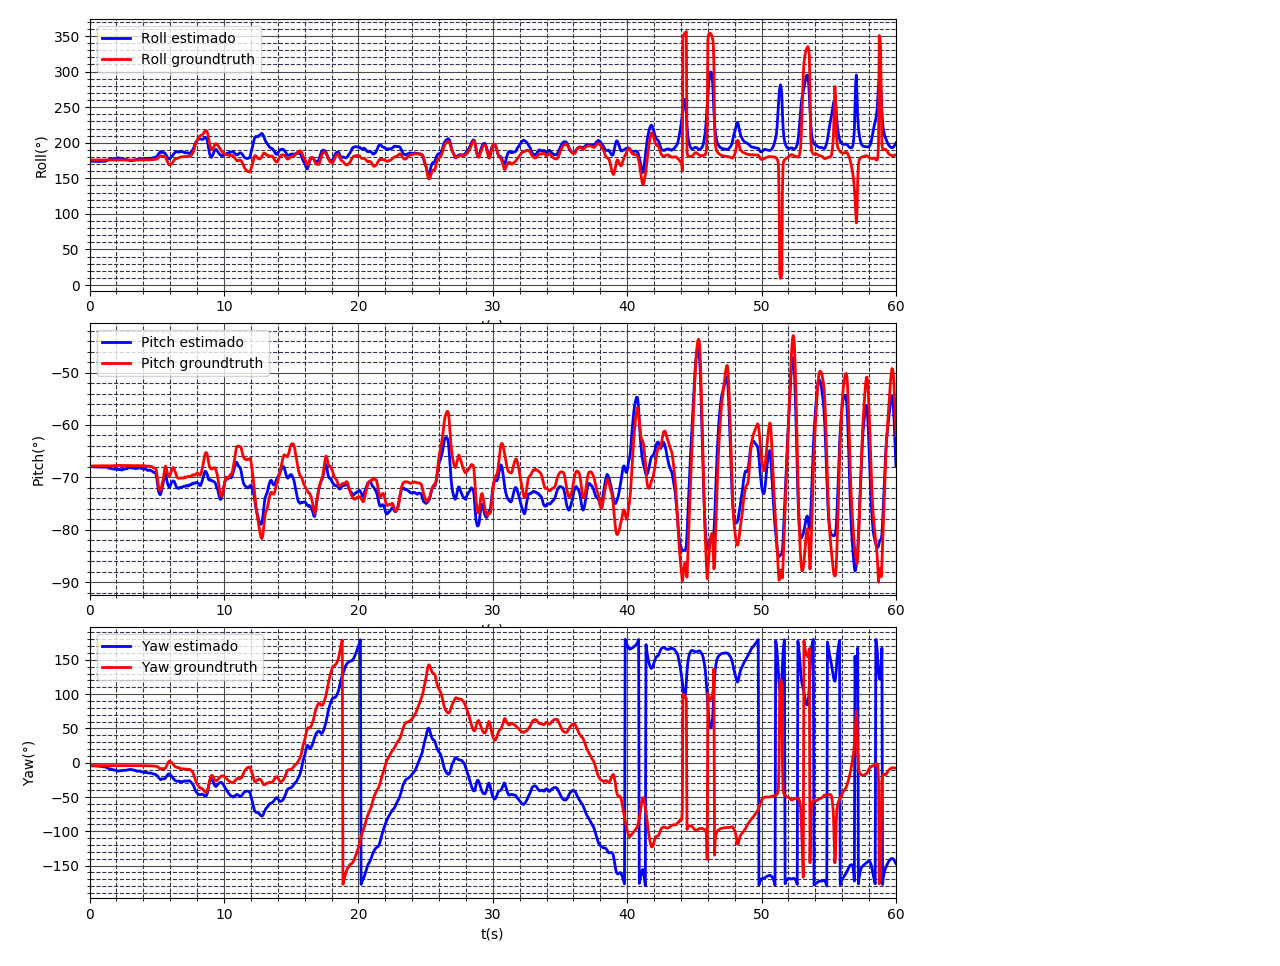 Roll estimado
Roll groundtruth
Roll(°)
350
300
250
200
150
100
50
0
0 10 20 30 40 50 60
Pitch estimado
Pitch groundtruth
Pitch(°)
−50
−60
−70
−80
−90
0 10 20 30 40 50 60
Yaw estimado
Yaw groundtruth
Yaw(°)
150
100
50
0
−50
−100
−150
0 10 20 30 40 50 60
t(s)